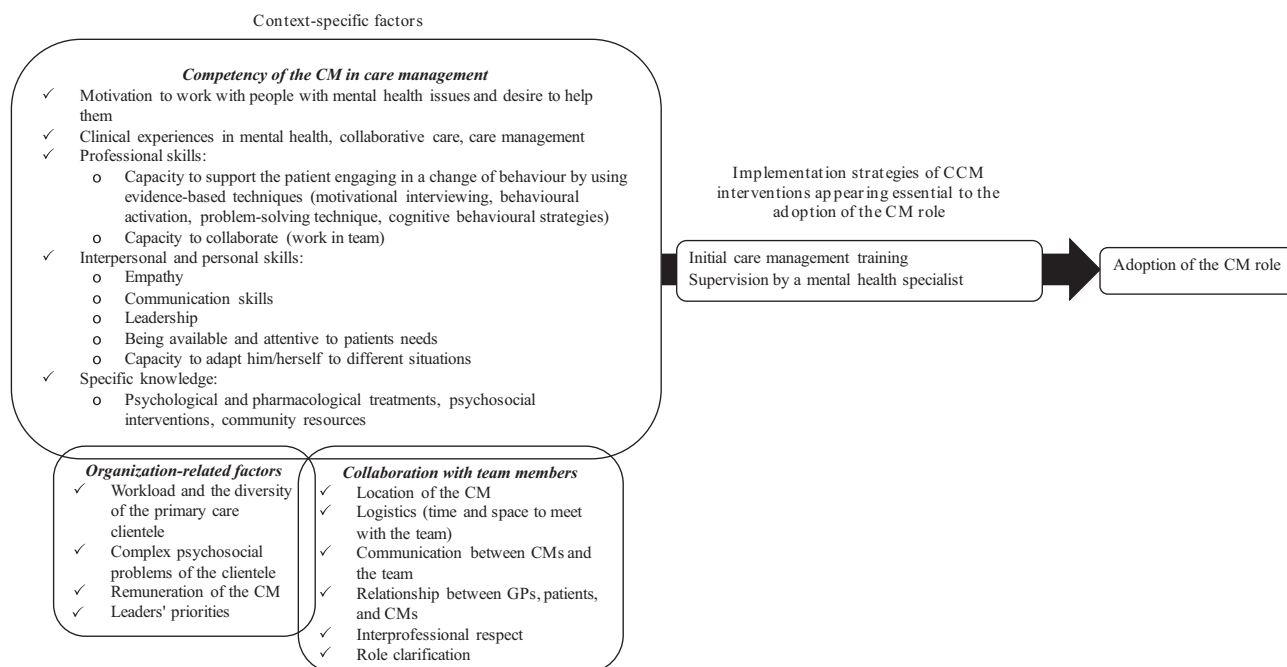 Context-specific factors
Competency of the CM in care management
✓ Motivation to work with people with mental health issues and desire to help
them
✓ Clinical experiences in mental health, collaborative care, care management
✓ Professional skills:
o Capacity to support the patient engaging in a change of behaviour by using
evidence-based techniques (motivational interviewing, behavioural
activation, problem-solving technique, cognitive behavioural strategies)
o Capacity to collaborate (work in team)
✓ Interpersonal and personal skills:
o Empathy
o Communication skills
o Leadership
o Being available and attentive to patients needs
o Capacity to adapt him/herself to different situations
✓ Specific knowledge:
o Psychological and pharmacological treatments, psychosocial
interventions, community resources
Organization-related factors
✓ Workload and the diversity
of the primary care
clientele
✓ Complex psychosocial
problems of the clientele
✓ Remuneration of the CM
✓ Leaders' priorities
Collaboration with team members
✓ Location of the CM
✓ Logistics (time and space to meet
with the team)
✓ Communication between CMs and
the team
✓ Relationship between GPs, patients,
and CMs
✓ Interprofessional respect
✓ Role clarification
Implementation strategies of CCM
interventions appearing essential to the
adoption of the CM role
Initial care management training
Supervision by a mental health specialist
Adoption of the CM role